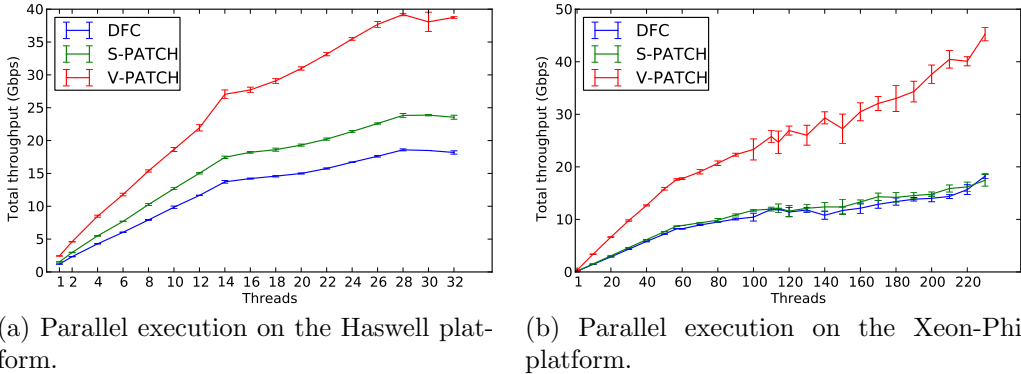 40
35
30
25
20
15
10
5
0
Total throughput (Gbps)
DFC
S-PATCH
V-PATCH
1 2 4 6 8 10 12 14 16 18 20 22 24 26 28 30 32
Threads
(a) Parallel execution on the Haswell plat-
form.
50
40
30
20
10
0
Total throughput (Gbps)
DFC
S-PATCH
V-PATCH
1 20 40 60 80 100 120 140 160 180 200 220
Threads
(b) Parallel execution on the Xeon-Phi
platform.